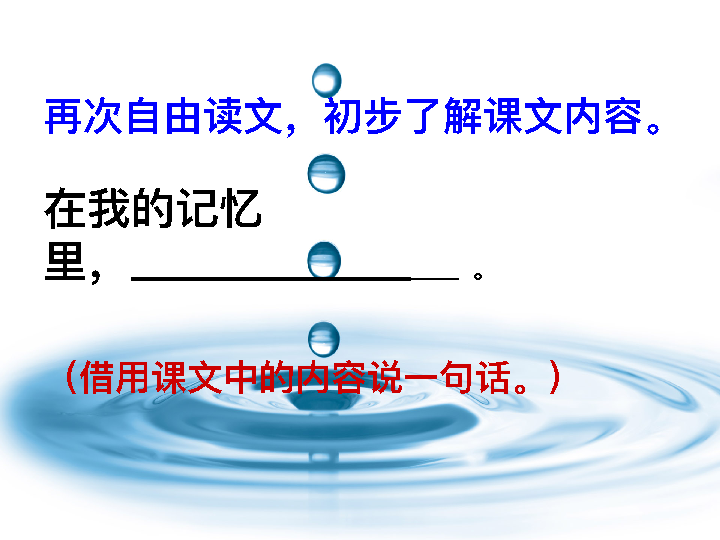 再次自由读文，初步了解课文内容。
在我的记忆
里，__________ 。
（借用课文中的内容说一句话。）